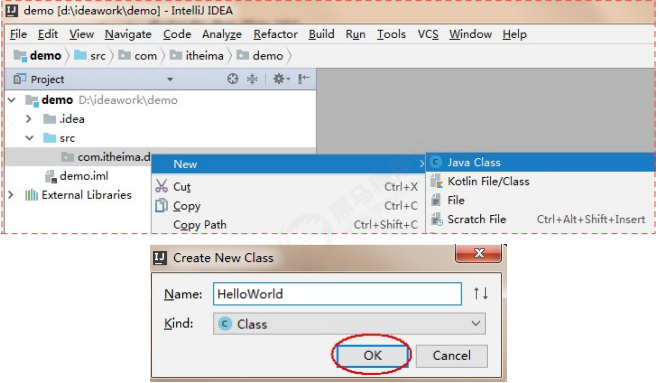 demo [d:\ideawork\demo] - IntelliJ IDEA
File Edit View Navigate Code Analyze Refactor Build Run Tools VCS Window Help
demo src com itheima demo
Project
demo D:\ideawork\demo
.idea
src
com.itheima.d
New
Java Class
demo.iml
Cut Ctrl+X
Kotlin File/Class
External Libraries
Copy Ctrl+C
File
Copy Path Ctrl+Shift+C
Scratch File Ctrl+Alt+Shift+Insert
Create New Class
Name: HelloWorld
Kind: Class
OK Cancel